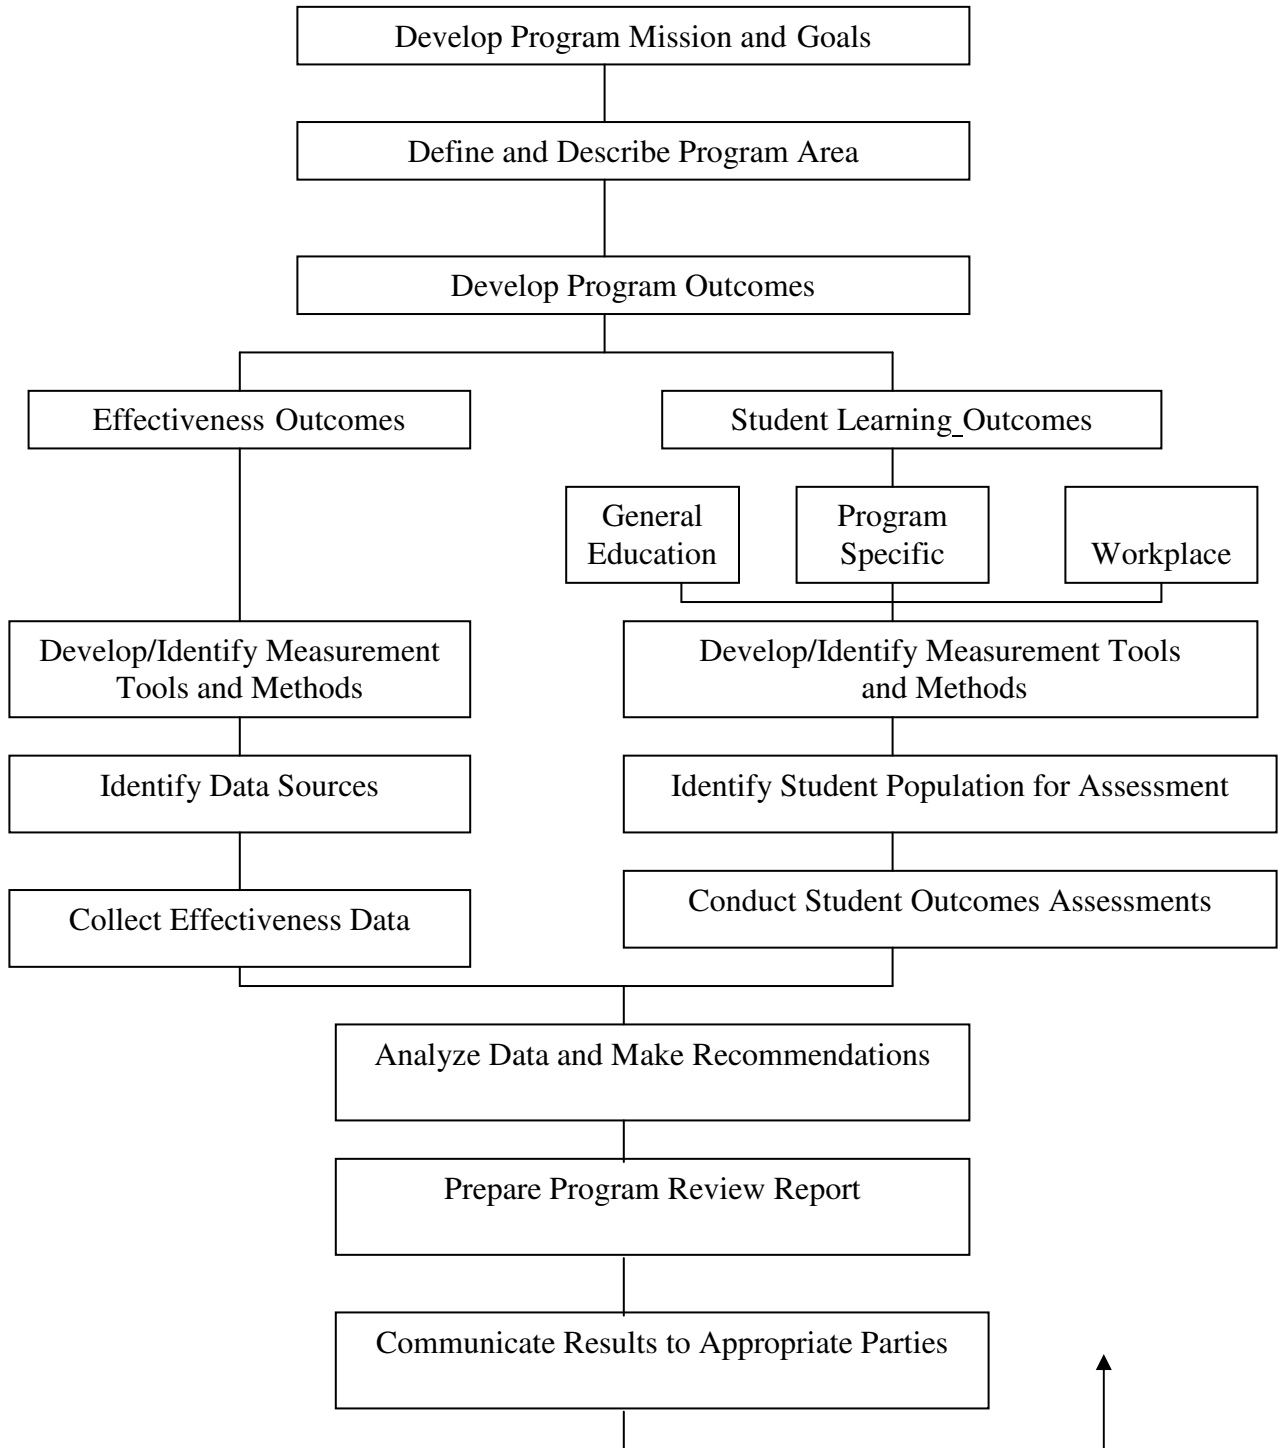 Develop Program Mission and Goals
Define and Describe Program Area
Develop Program Outcomes
Effectiveness Outcomes
Student Learning_Outcomes
General
Education
Program
Specific
Workplace
Develop/Identify Measurement
Tools and Methods
Develop/Identify Measurement Tools
and Methods
Identify Data Sources
Identify Student Population for Assessment
Collect Effectiveness Data
Conduct Student Outcomes Assessments
Analyze Data and Make Recommendations
Prepare Program Review Report
Communicate Results to Appropriate Parties